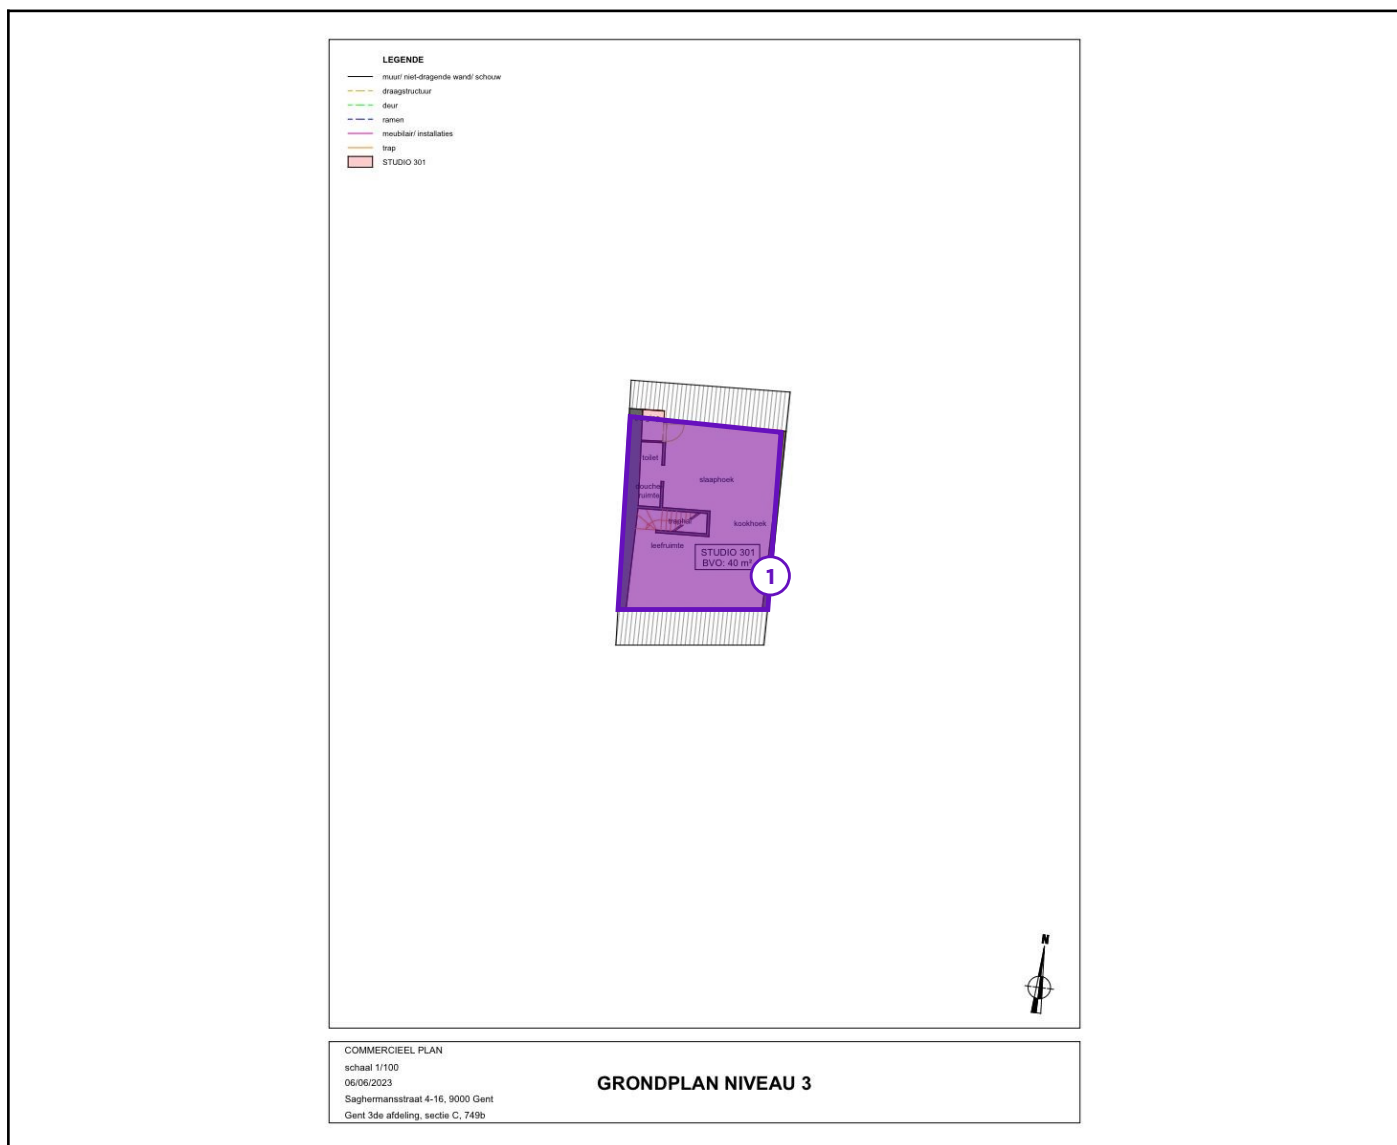 LEGENDE
muur/ niet-dragende wand/ schouw
draagstructuur
deur
ramen
meubilair/ installaties
trap
STUDIO 301
toilet
slaaphoek
douche
ruimte
traphal
kookhoek
leefruimte
STUDIO 301
BVO: 40 m²
1
N
COMMERCIEEL PLAN
schaal 1/100
06/06/2023
Saghermansstraat 4-16, 9000 Gent
Gent 3de afdeling, sectie C, 749b
GRONDPLAN NIVEAU 3